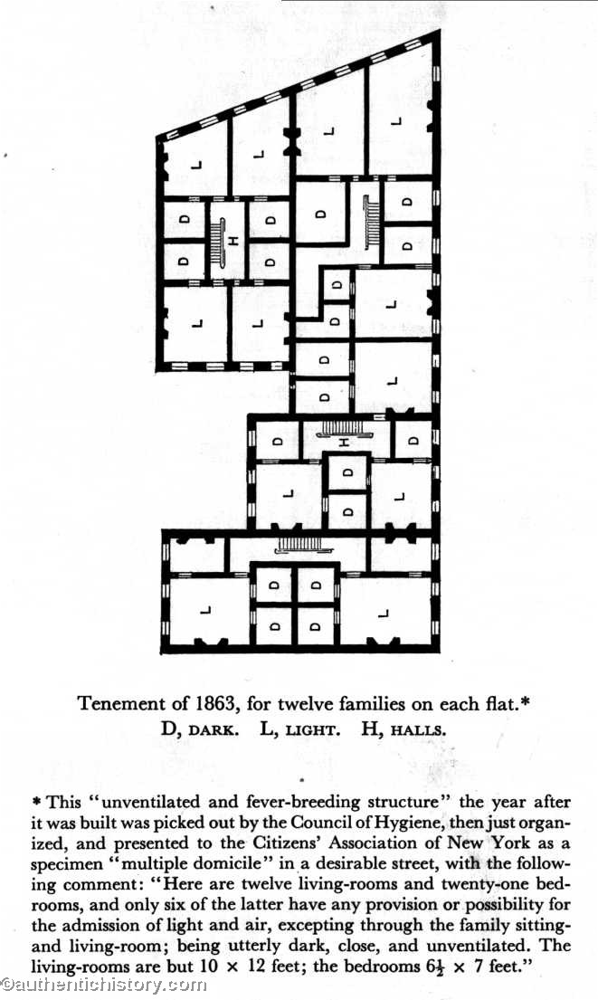 L
L
L
L
D
D
D
D
H
D
D
D
D
L
L
L
D
D
D
L
D
D
H
D
D
L
L
D
D
D
L
D
D
L
Tenement of 1863, for twelve families on each flat.*
D, DARK. L, LIGHT. H, HALLS.
* This “unventilated and fever-breeding structure” the year after
it was built was picked out by the Council of Hygiene, then just organ-
ized, and presented to the Citizens’ Association of New York as a
specimen “multiple domicile” in a desirable street, with the follow-
ing comment: “Here are twelve living-rooms and twenty-one bed-
rooms, and only six of the latter have any provision or possibility for
the admission of light and air, excepting through the family sitting-
and living-room; being utterly dark, close, and unventilated. The
living-rooms are but 10 × 12 feet; the bedrooms 6½ × 7 feet.”
©authentichistory.com